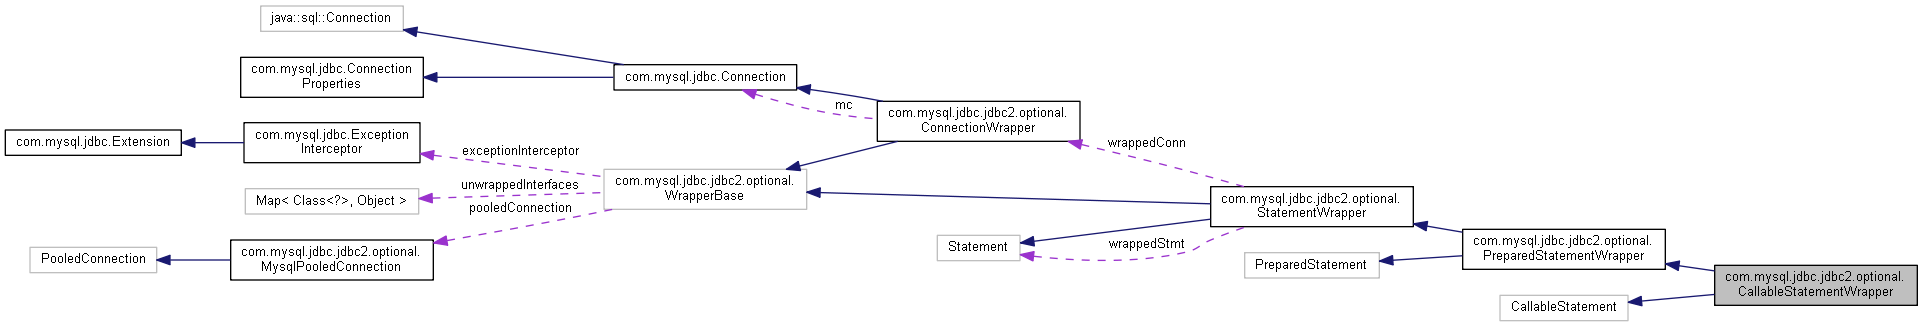 java::sql::Connection
com.mysql.jdbc.Connection
Properties
com.mysql.jdbc.Connection
mc
com.mysql.jdbc.jdbc2.optional.
ConnectionWrapper
com.mysql.jdbc.Extension
com.mysql.jdbc.Exception
Interceptor
exceptionInterceptor
wrappedConn
unwrappedInterfaces
Map< Class<?>, Object >
pooledConnection
com.mysql.jdbc.jdbc2.optional.
WrapperBase
com.mysql.jdbc.jdbc2.optional.
StatementWrapper
PooledConnection
com.mysql.jdbc.jdbc2.optional.
MysqlPooledConnection
Statement
wrappedStmt
com.mysql.jdbc.jdbc2.optional.
PreparedStatementWrapper
PreparedStatement
com.mysql.jdbc.jdbc2.optional.
CallableStatementWrapper
CallableStatement